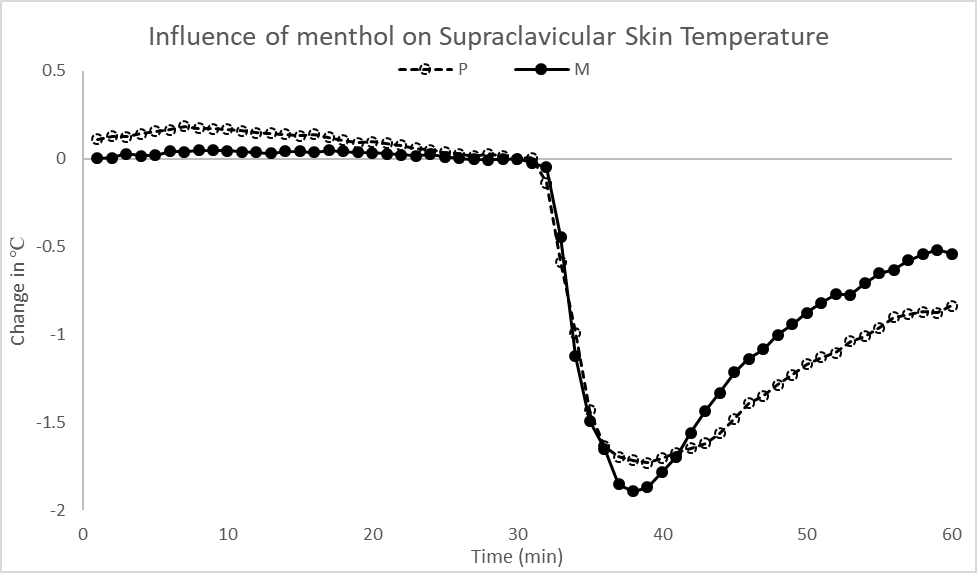 Influence of menthol on Supraclavicular Skin Temperature
P M
0.5
0
-0.5
-1
-1.5
-2
Change in °C
0 10 20 30 40 50 60
Time (min)